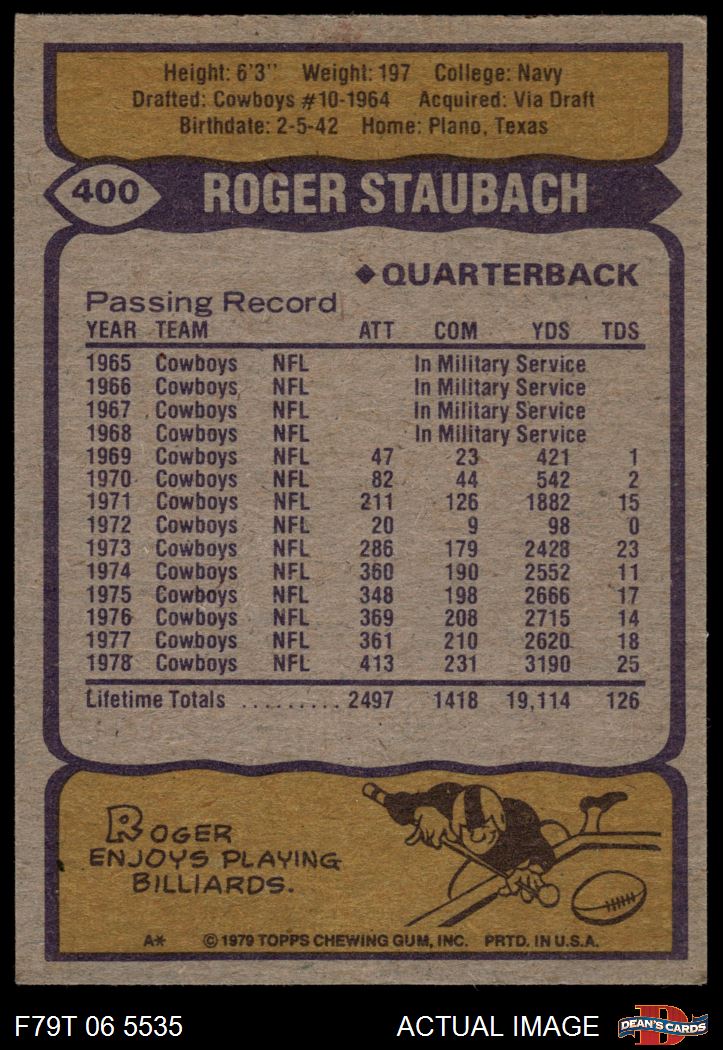 Height: 6'3" Weight: 197 College: Navy
Drafted: Cowboys #10-1964 Acquired: Via Draft
Birthdate: 2-5-42 Home: Plano, Texas
400 ROGER STAUBACH
◆ QUARTERBACK
Passing Record
YEAR TEAM ATT COM YDS TDS
1965 Cowboys NFL In Military Service
1966 Cowboys NFL In Military Service
1967 Cowboys NFL In Military Service
1968 Cowboys NFL In Military Service
1969 Cowboys NFL 47 23 421 1
1970 Cowboys NFL 82 44 542 2
1971 Cowboys NFL 211 126 1882 15
1972 Cowboys NFL 20 9 98 0
1973 Cowboys NFL 286 179 2428 23
1974 Cowboys NFL 360 190 2552 11
1975 Cowboys NFL 348 198 2666 17
1976 Cowboys NFL 369 208 2715 14
1977 Cowboys NFL 361 210 2620 18
1978 Cowboys NFL 413 231 3190 25
Lifetime Totals ......... 2497 1418 19,114 126
ROGER
ENJOYS PLAYING
BILLIARDS.
A* © 1979 TOPPS CHEWING GUM, INC. PRTD. IN U.S.A.
F79T 06 5535 ACTUAL IMAGE D DEAN'S CARDS